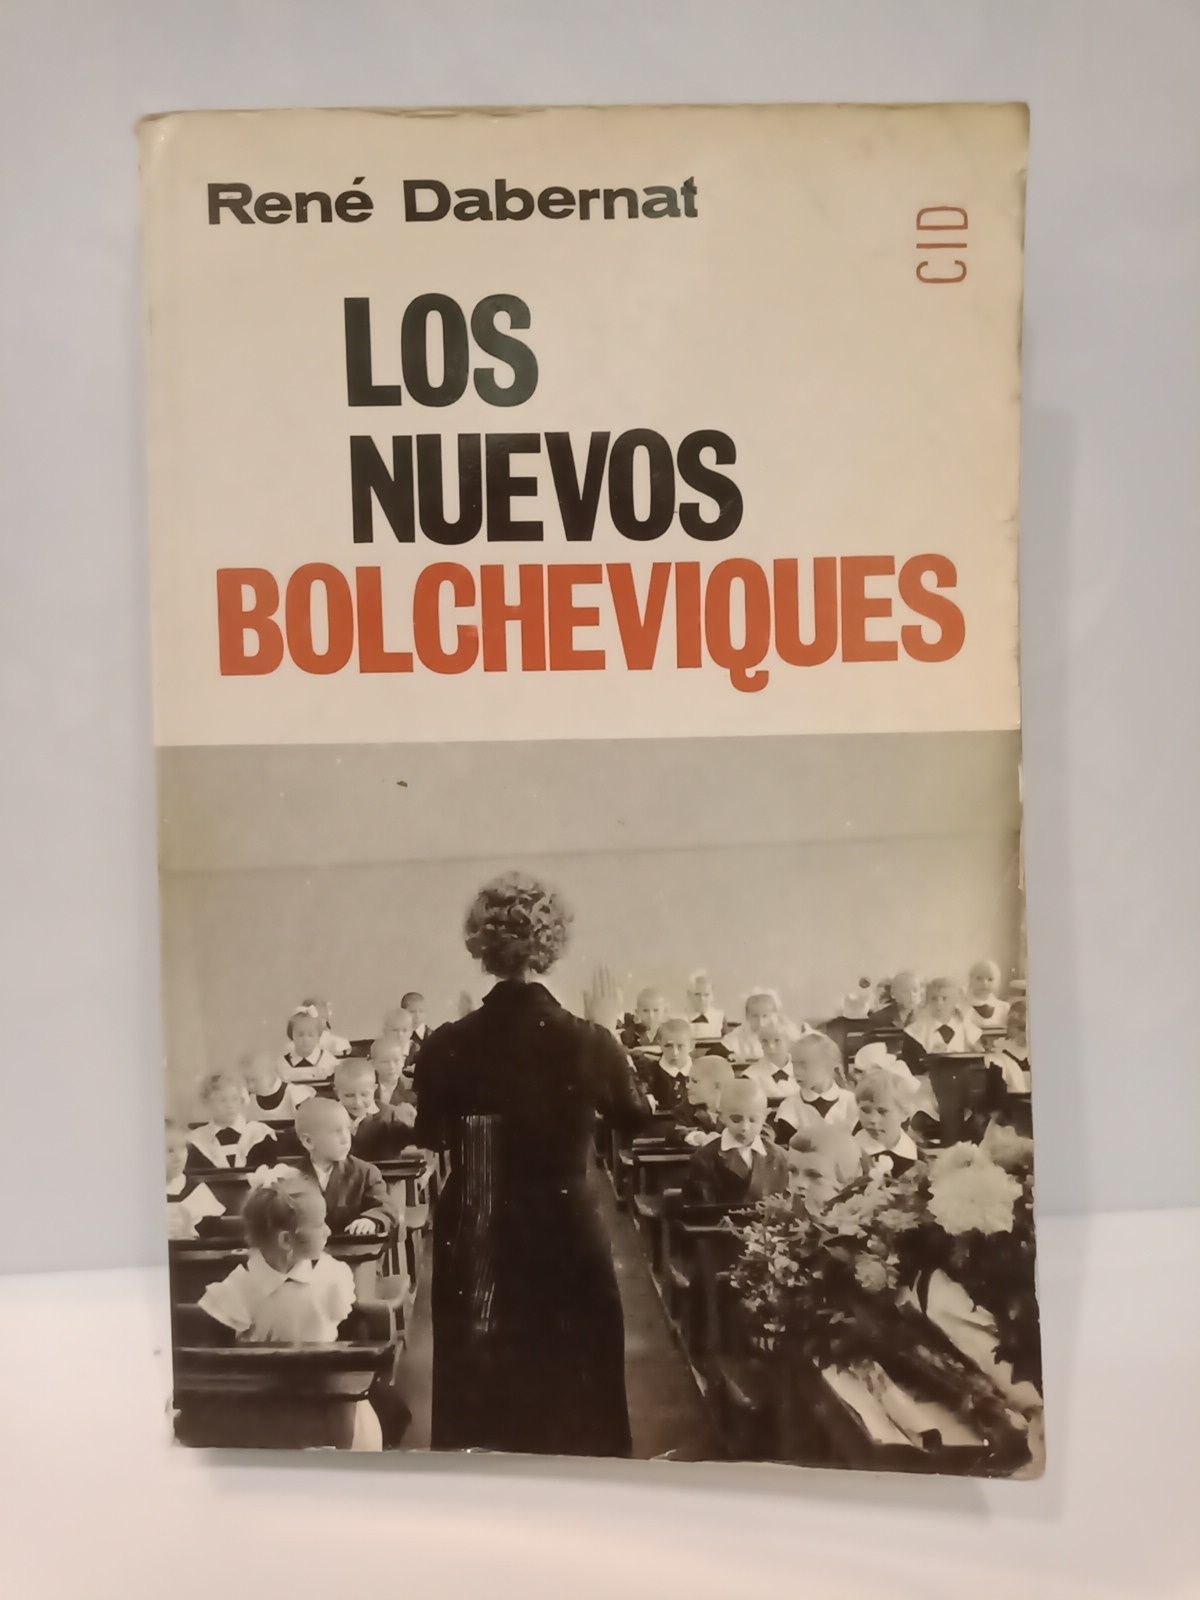 René Dabernat
CID
LOS
NUEVOS
BOLCHEVIQUES